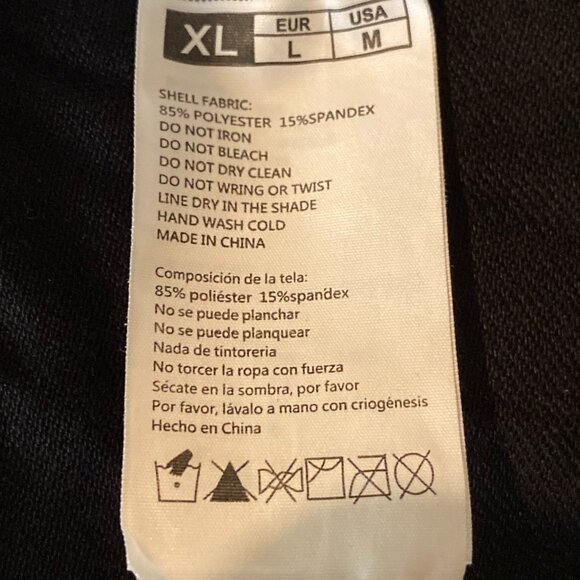 XL EUR USA
L M
SHELL FABRIC:
85% POLYESTER 15%SPANDEX
DO NOT IRON
DO NOT BLEACH
DO NOT DRY CLEAN
DO NOT WRING OR TWIST
LINE DRY IN THE SHADE
HAND WASH COLD
MADE IN CHINA
Composición de la tela:
85% poliéster 15%spandex
No se puede planchar
No se puede planquear
Nada de tintoreria
No torcer la ropa con fuerza
Sécate en la sombra, por favor
Por favor, lávalo a mano con criogénesis
Hecho en China